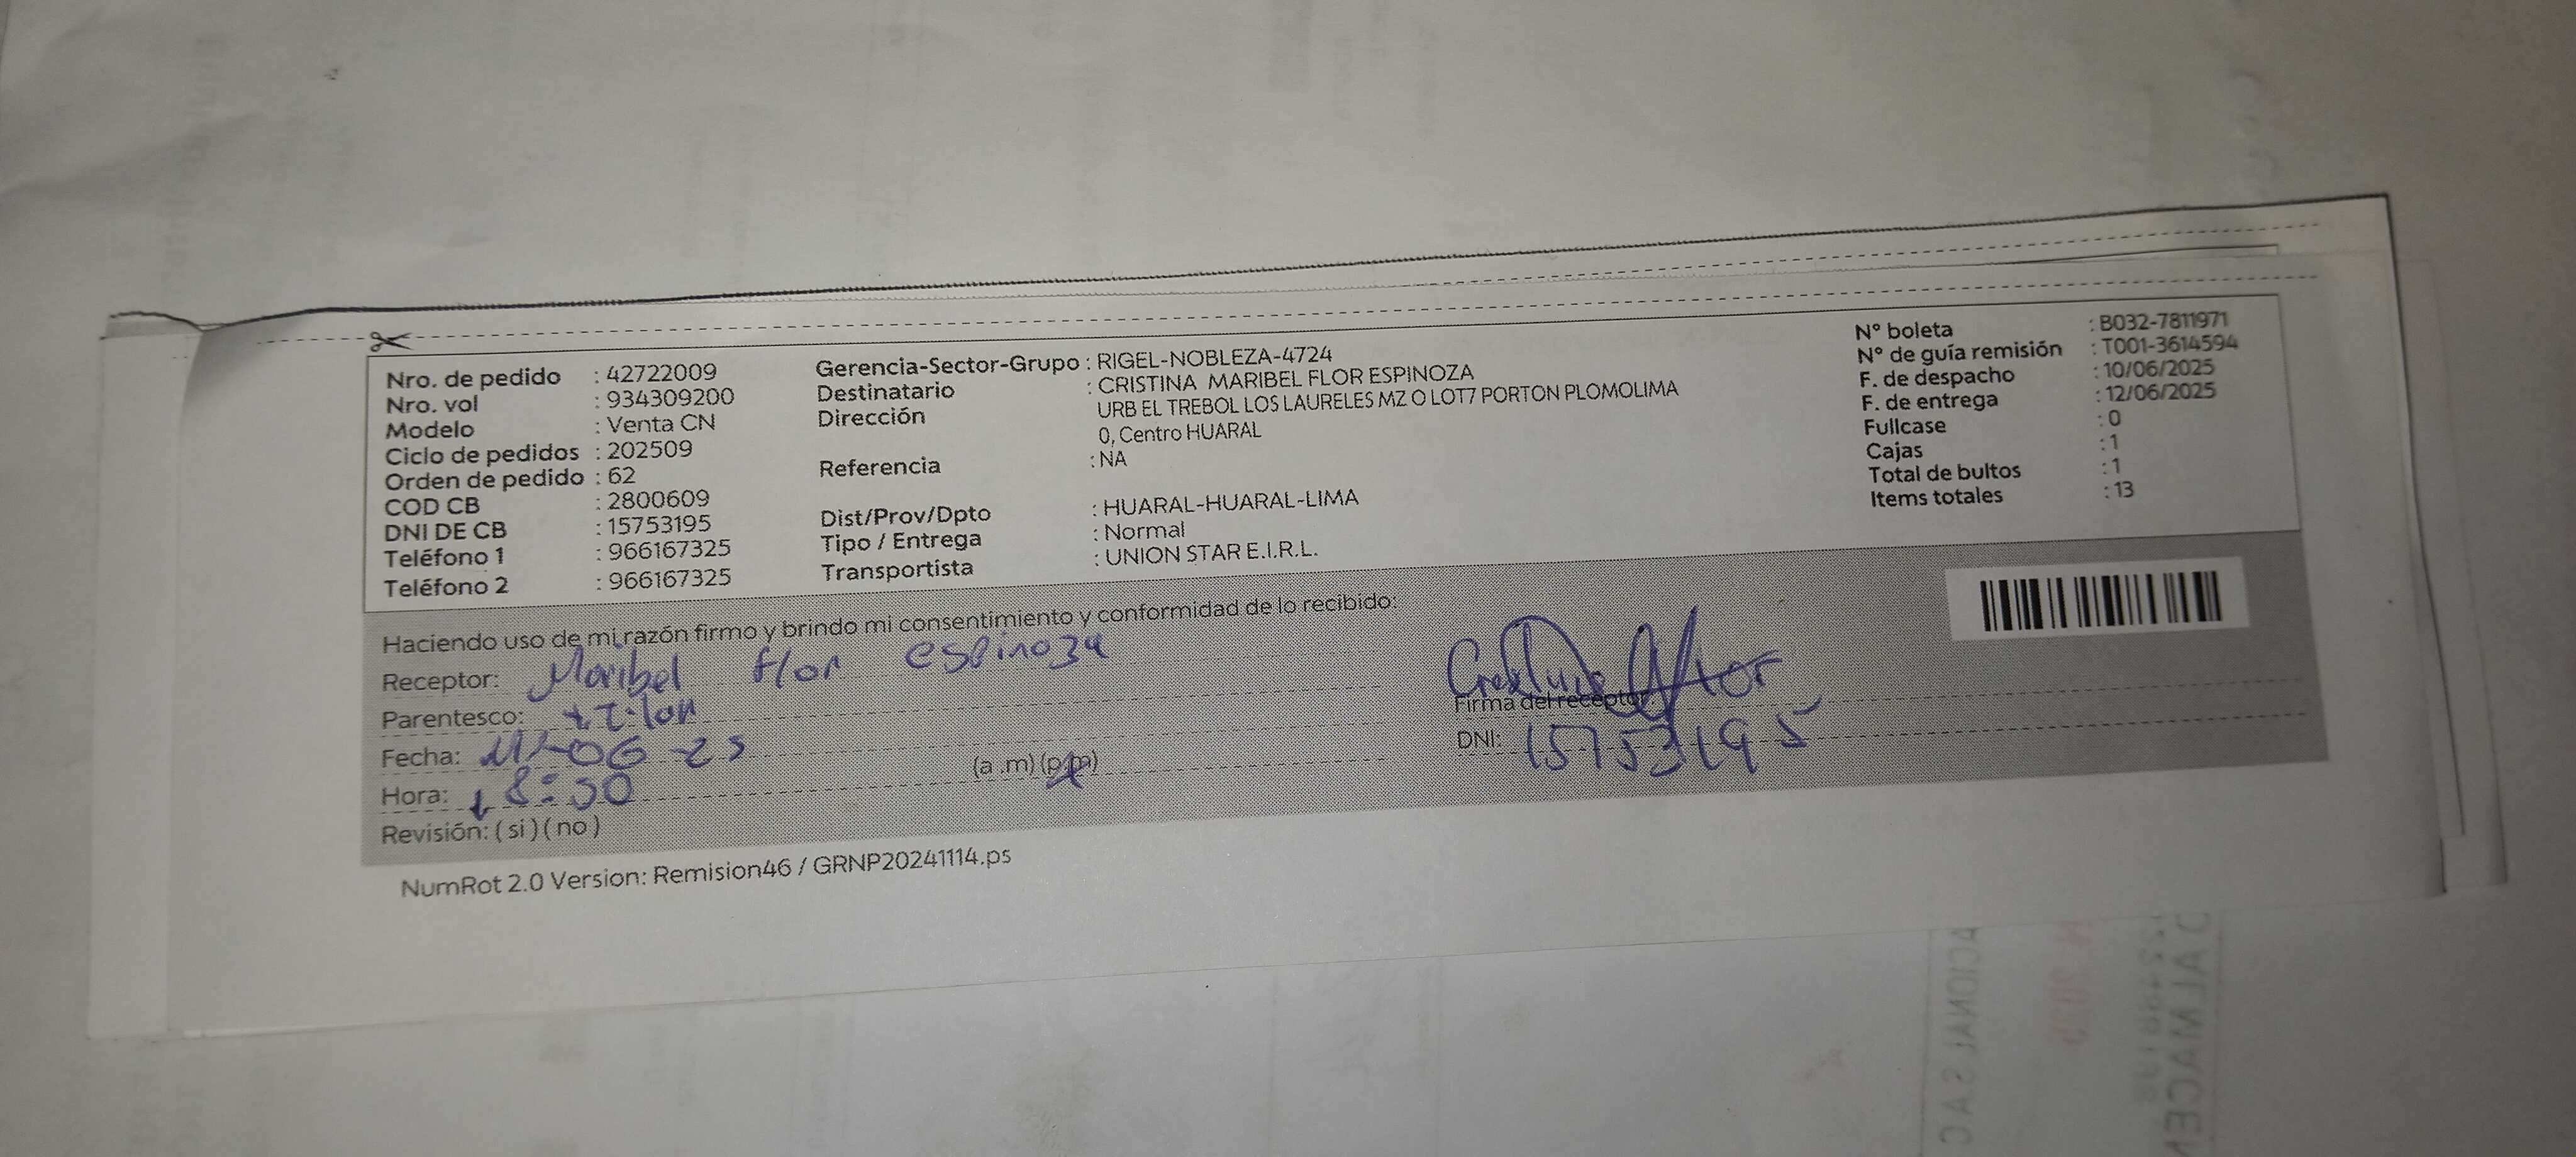 Nro. de pedido : 42722009
Nro. vol : 934309200
Modelo : Venta CN
Ciclo de pedidos : 202509
Orden de pedido : 62
COD CB : 2800609
DNI DE CB : 15753195
Teléfono 1 : 966167325
Teléfono 2 : 966167325
Gerencia-Sector-Grupo : RIGEL-NOBLEZA-4724
Destinatario : CRISTINA MARIBEL FLOR ESPINOZA
Dirección URB EL TREBOL LOS LAURELES MZ O LOT7 PORTON PLOMOLIMA
0, Centro HUARAL
Referencia : NA
Dist/Prov/Dpto : HUARAL-HUARAL-LIMA
Tipo / Entrega : Normal
Transportista : UNION STAR E.I.R.L.
N° boleta : B032-7811971
N° de guía remisión : T001-3614594
F. de despacho : 10/06/2025
F. de entrega : 12/06/2025
Fullcase : 0
Cajas : 1
Total de bultos : 1
Items totales : 13
Haciendo uso de mi razón firmo y brindo mi consentimiento y conformidad de lo recibido:
Receptor: Maribel flor espinoza
Parentesco:
Fecha: 11-06-25
Hora: 8:30 (a .m) (p.m)
Revisión: ( si ) ( no )
Firma del receptor
DNI: 15753195
NumRot 2.0 Version: Remision46 / GRNP20241114.ps